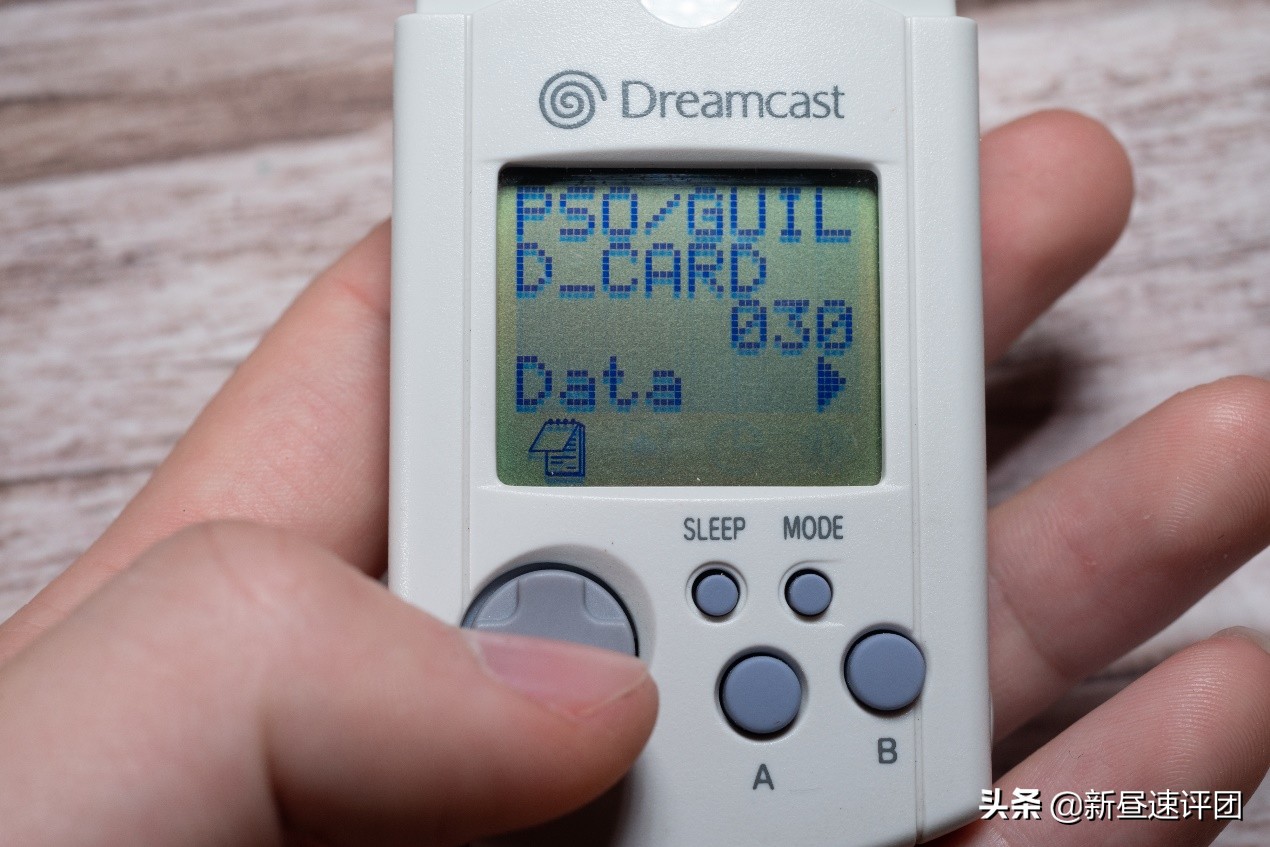 Dreamcast
PSO/GUIL
D_CARD
030
Data
SLEEP MODE
B
A
头条 @新昼速评团